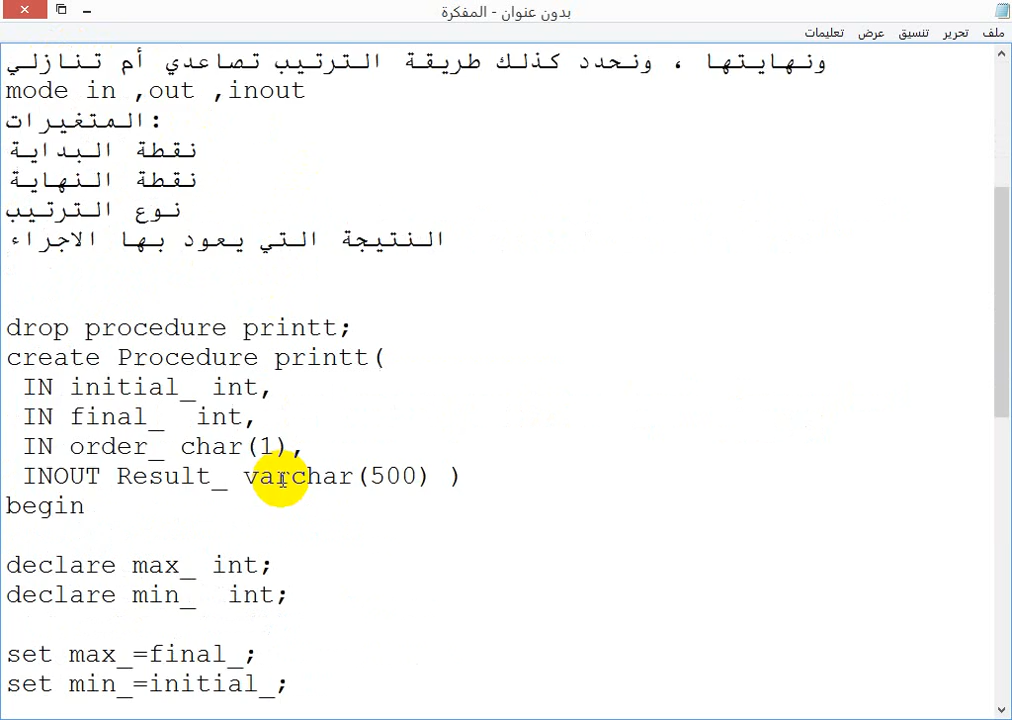 بدون عنوان - المفكرة
ملف تحرير تنسيق عرض تعليمات
ونهايتها ، ونحدد كذلك طريقة الترتيب تصاعدي أم تنازلي
mode in ,out ,inout
المتغيرات:
نقطة البداية
نقطة النهاية
نوع الترتيب
النتيجة التي يعود بها الاجراء
drop procedure printt;
create Procedure printt(
IN initial_ int,
IN final_  int,
IN order_ char(1),
INOUT Result_ varchar(500) )
begin
declare max_ int;
declare min_  int;
set max_=final_;
set min_=initial_;